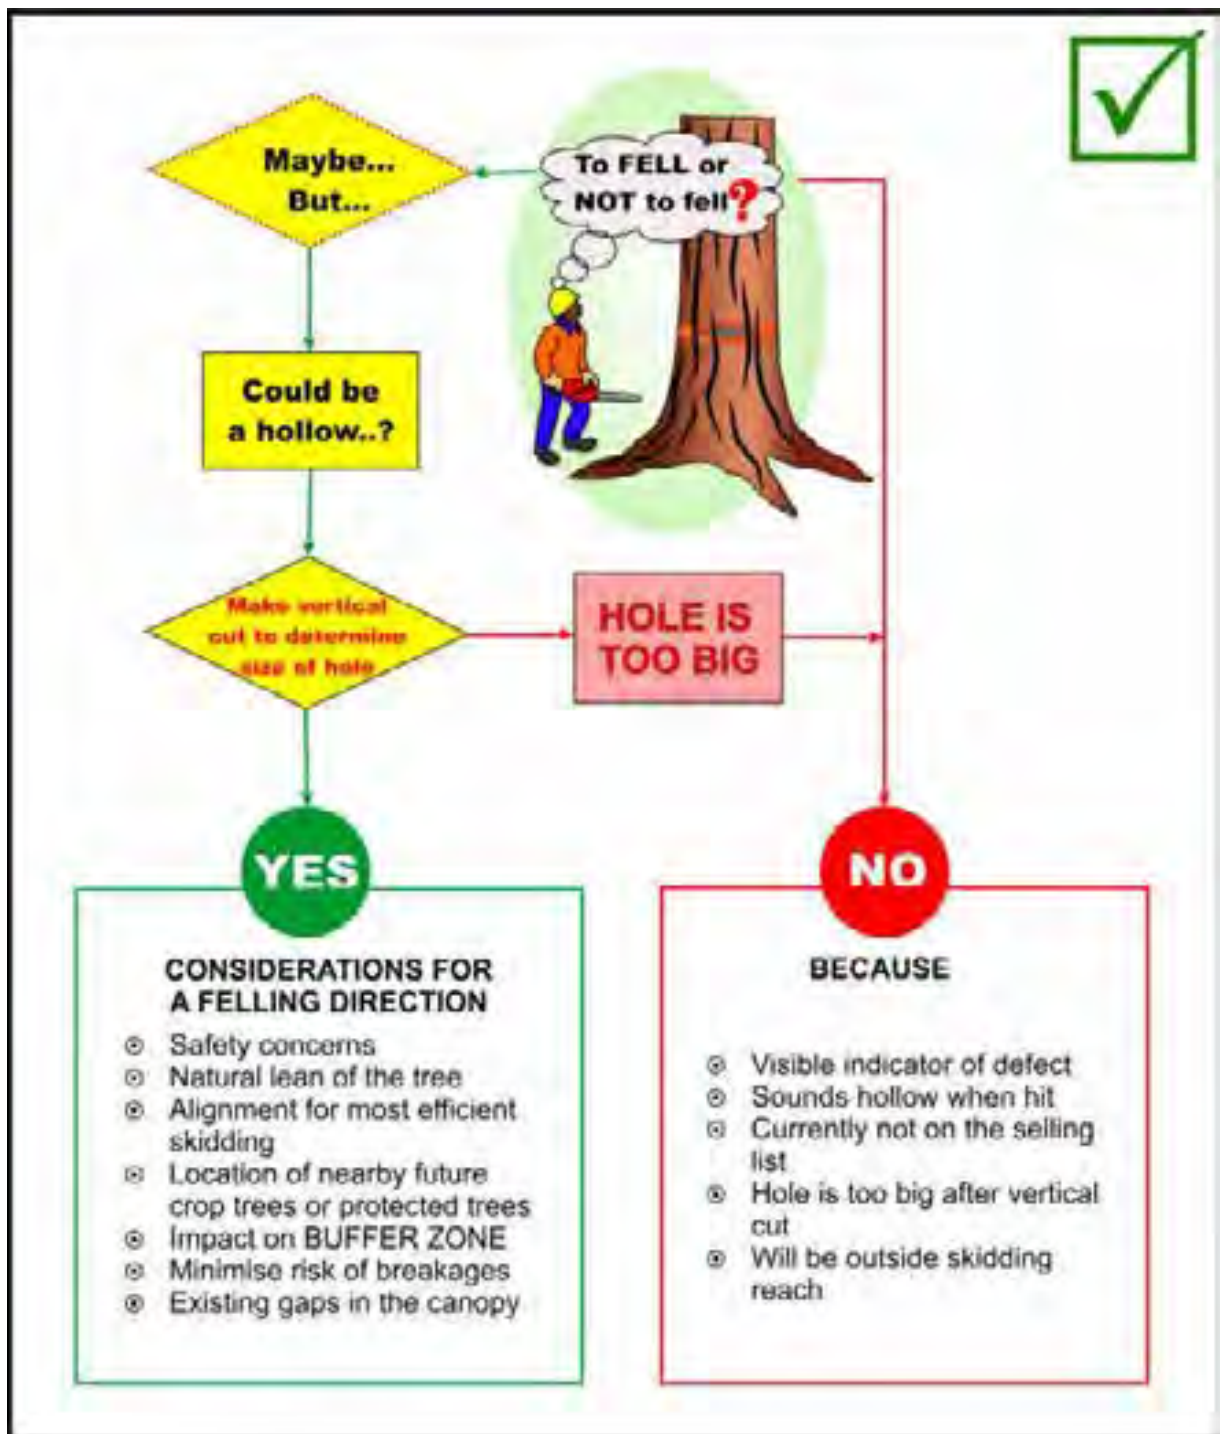 To FELL or
NOT to fell?
Maybe...
But...
Could be
a hollow..?
Make vertical
cut to determine
size of hole
HOLE IS
TOO BIG
YES
CONSIDERATIONS FOR
A FELLING DIRECTION
Safety concerns
Natural lean of the tree
Alignment for most efficient
skidding
Location of nearby future
crop trees or protected trees
Impact on BUFFER ZONE
Minimise risk of breakages
Existing gaps in the canopy
NO
BECAUSE
Visible indicator of defect
Sounds hollow when hit
Currently not on the selling
list
Hole is too big after vertical
cut
Will be outside skidding
reach